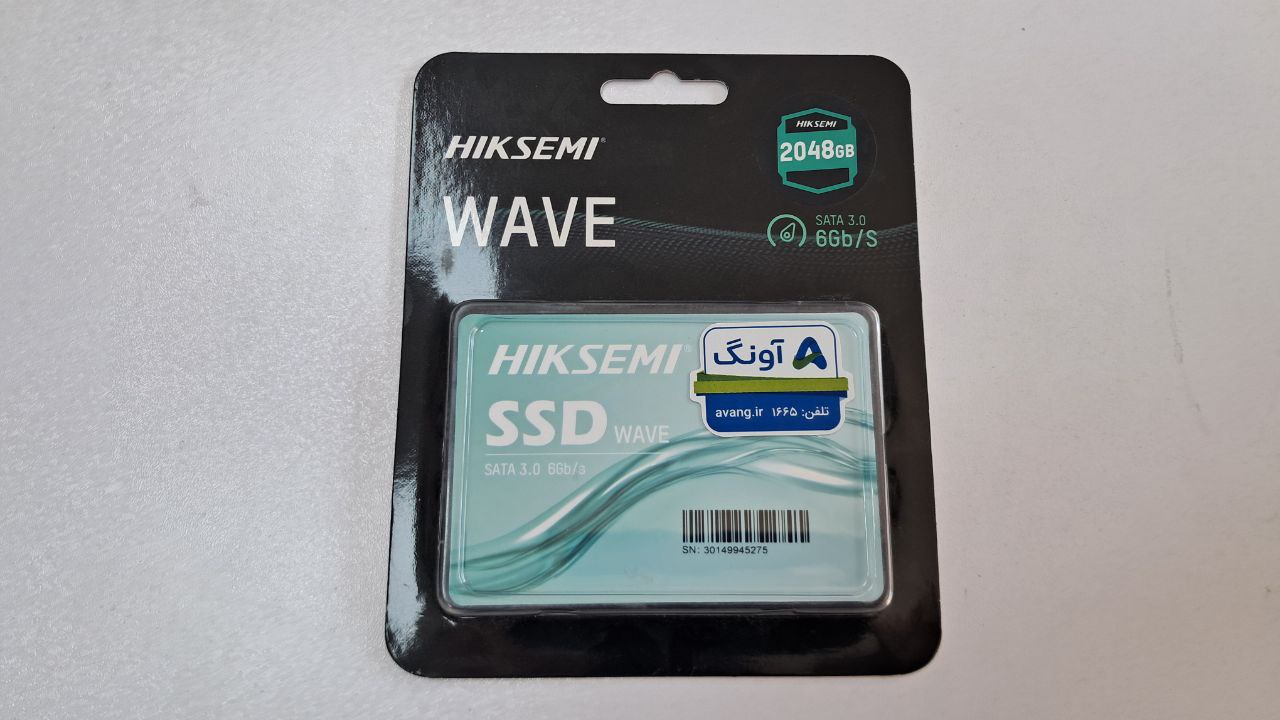 HIKSEMI®
WAVE
HIKSEMI
2048GB
SATA 3.0
6Gb/S
HIKSEMI®
SSD WAVE
SATA 3.0 6Gb/s
آونگ
تلفن: ۱۶۶۵ avang.ir
SN: 30149945275